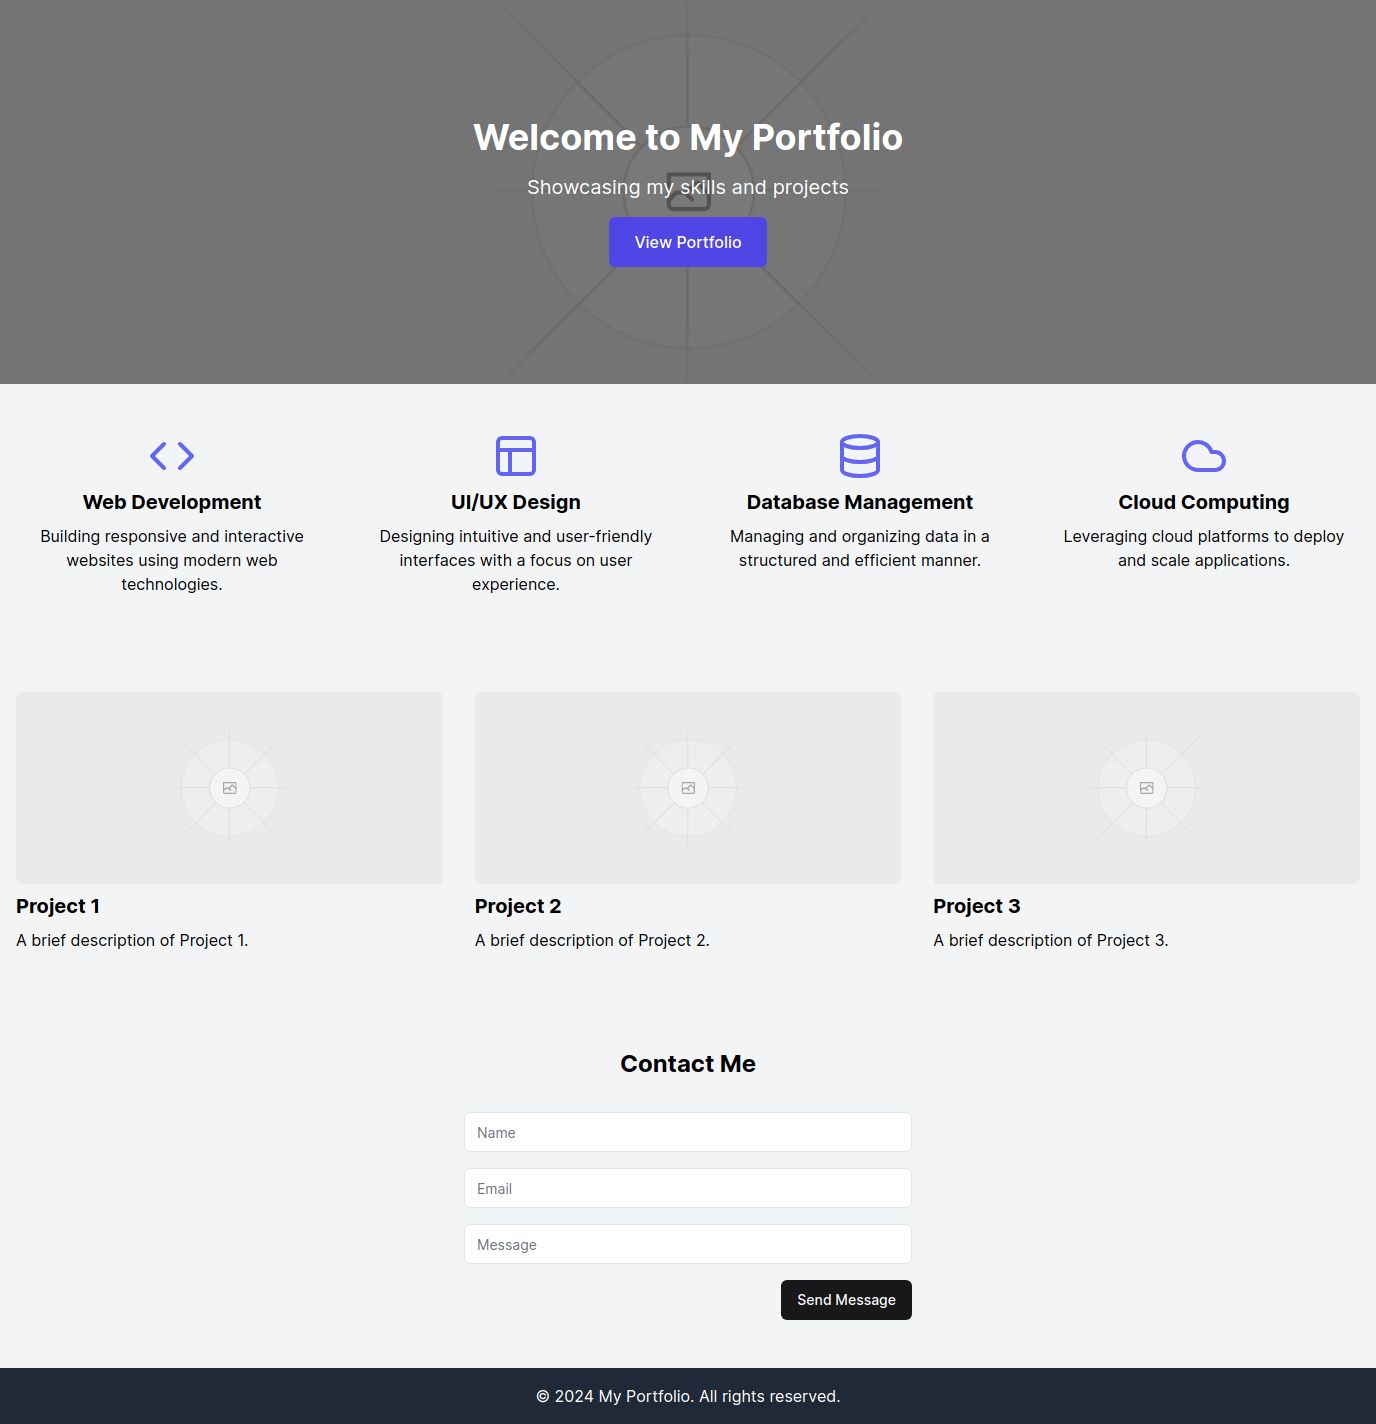 Welcome to My Portfolio
Showcasing my skills and projects
View Portfolio
Web Development
Building responsive and interactive
websites using modern web
technologies.
UI/UX Design
Designing intuitive and user-friendly
interfaces with a focus on user
experience.
Database Management
Managing and organizing data in a
structured and efficient manner.
Cloud Computing
Leveraging cloud platforms to deploy
and scale applications.
Project 1
A brief description of Project 1.
Project 2
A brief description of Project 2.
Project 3
A brief description of Project 3.
Contact Me
Name
Email
Message
Send Message
© 2024 My Portfolio. All rights reserved.